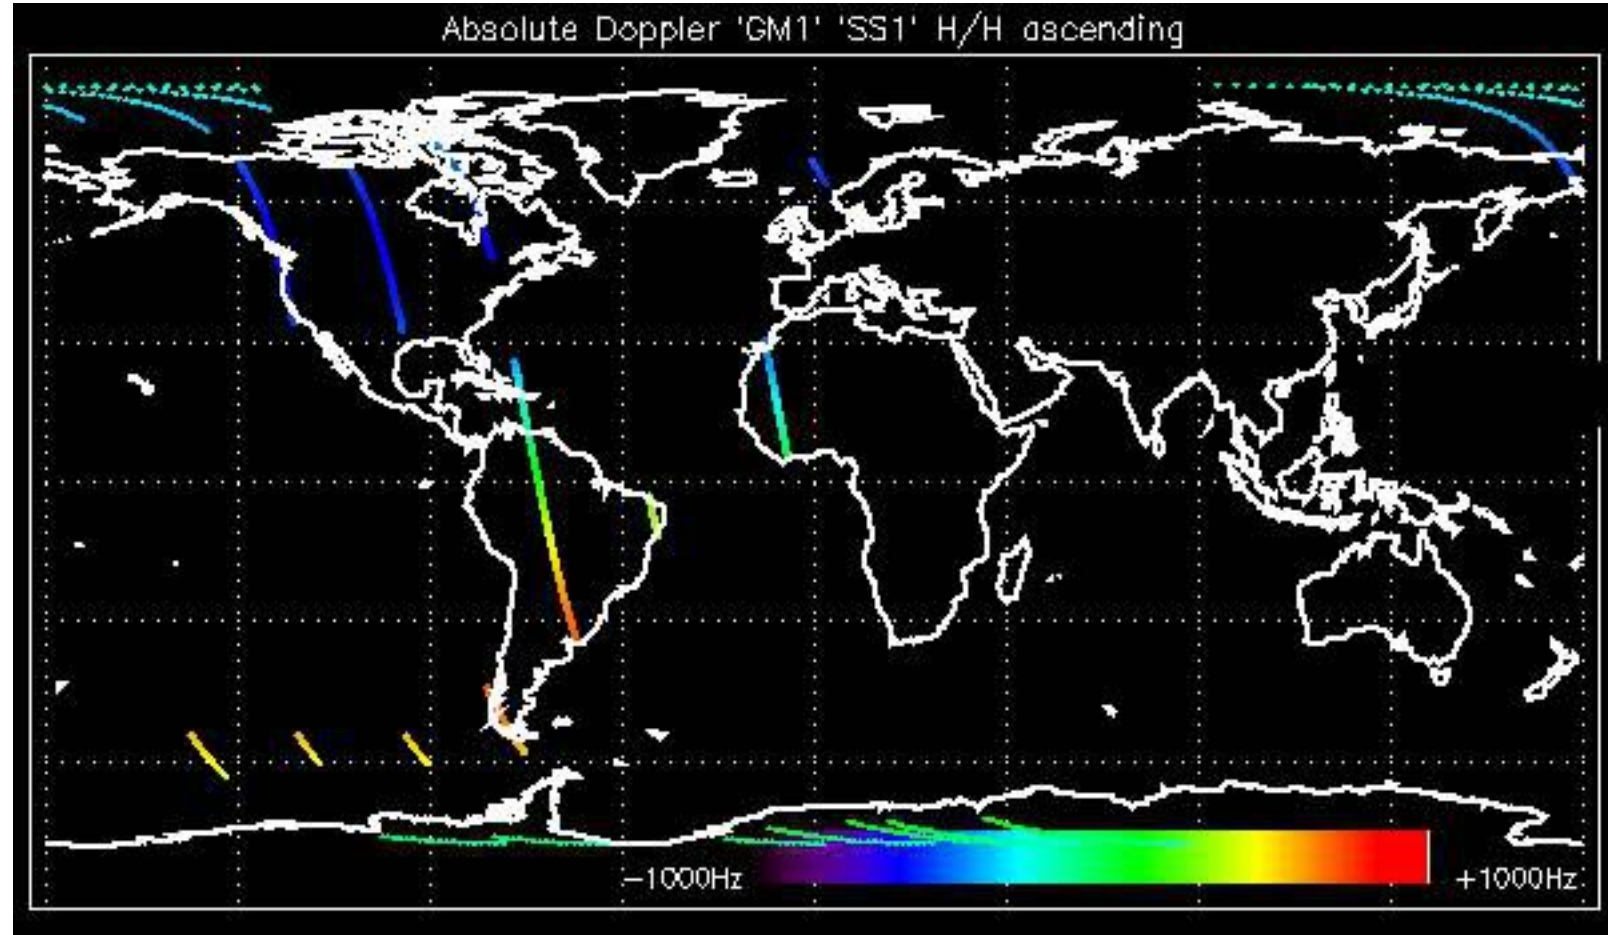 Absolute Doppler 'GM1' 'SS1' H/H ascending
-1000Hz
+1000Hz